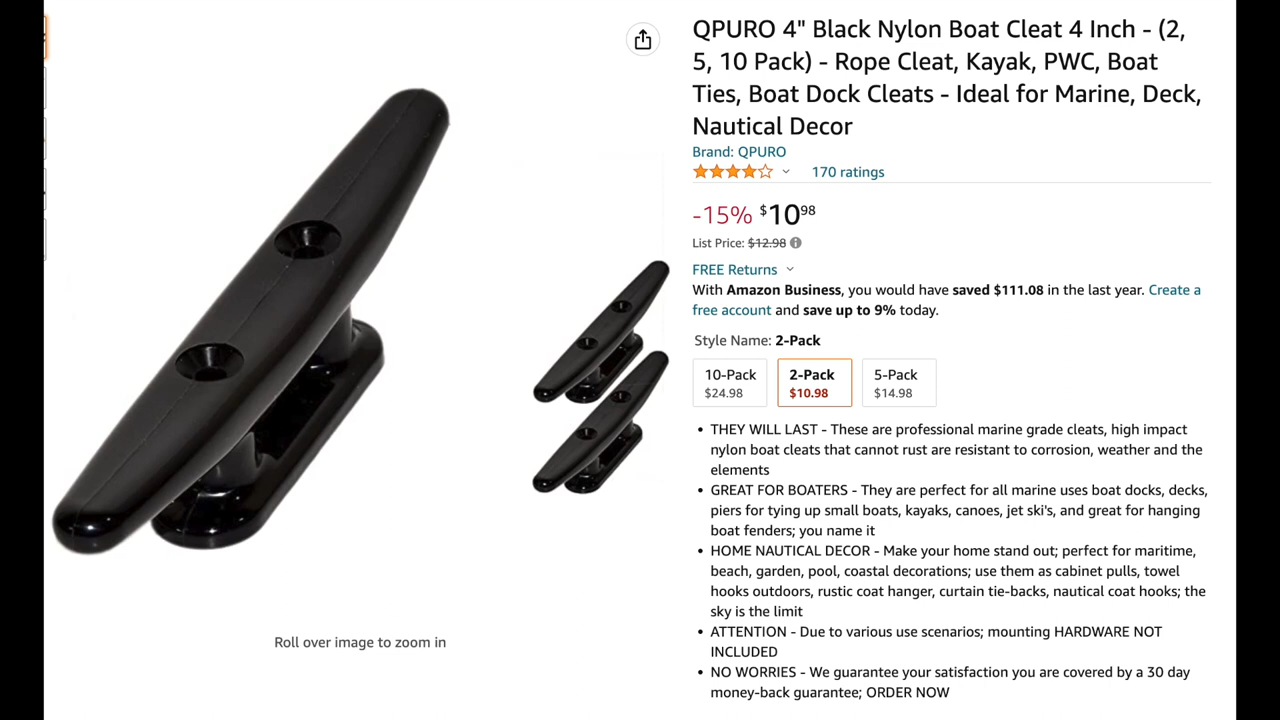 QPURO 4" Black Nylon Boat Cleat 4 Inch - (2,
5, 10 Pack) - Rope Cleat, Kayak, PWC, Boat
Ties, Boat Dock Cleats - Ideal for Marine, Deck,
Nautical Decor
Brand: QPURO
170 ratings
-15% $10 98
List Price: $12.98
FREE Returns
With Amazon Business, you would have saved $111.08 in the last year. Create a
free account and save up to 9% today.
Style Name: 2-Pack
10-Pack 2-Pack 5-Pack
$24.98 $10.98 $14.98
• THEY WILL LAST - These are professional marine grade cleats, high impact
nylon boat cleats that cannot rust are resistant to corrosion, weather and the
elements
• GREAT FOR BOATERS - They are perfect for all marine uses boat docks, decks,
piers for tying up small boats, kayaks, canoes, jet ski's, and great for hanging
boat fenders; you name it
• HOME NAUTICAL DECOR - Make your home stand out; perfect for maritime,
beach, garden, pool, coastal decorations; use them as cabinet pulls, towel
hooks outdoors, rustic coat hanger, curtain tie-backs, nautical coat hooks; the
sky is the limit
• ATTENTION - Due to various use scenarios; mounting HARDWARE NOT
INCLUDED
• NO WORRIES - We guarantee your satisfaction you are covered by a 30 day
money-back guarantee; ORDER NOW
Roll over image to zoom in